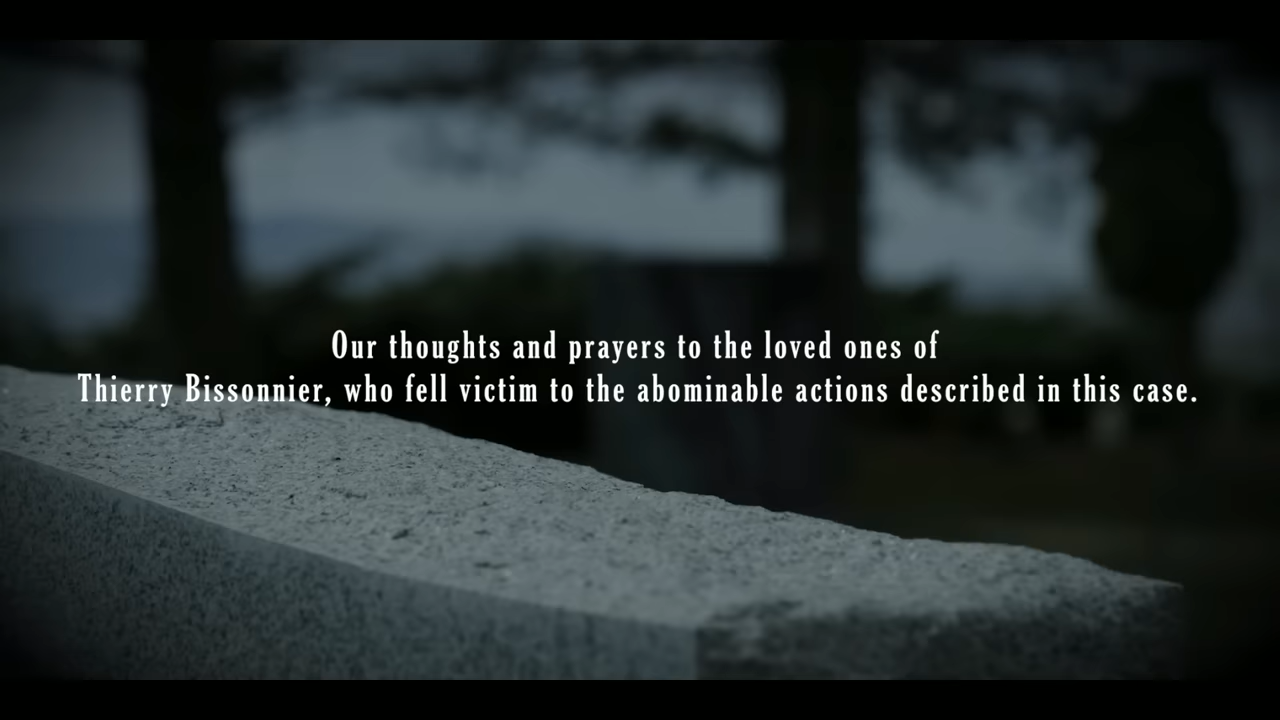 Our thoughts and prayers to the loved ones of
Thierry Bissonnier, who fell victim to the abominable actions described in this case.